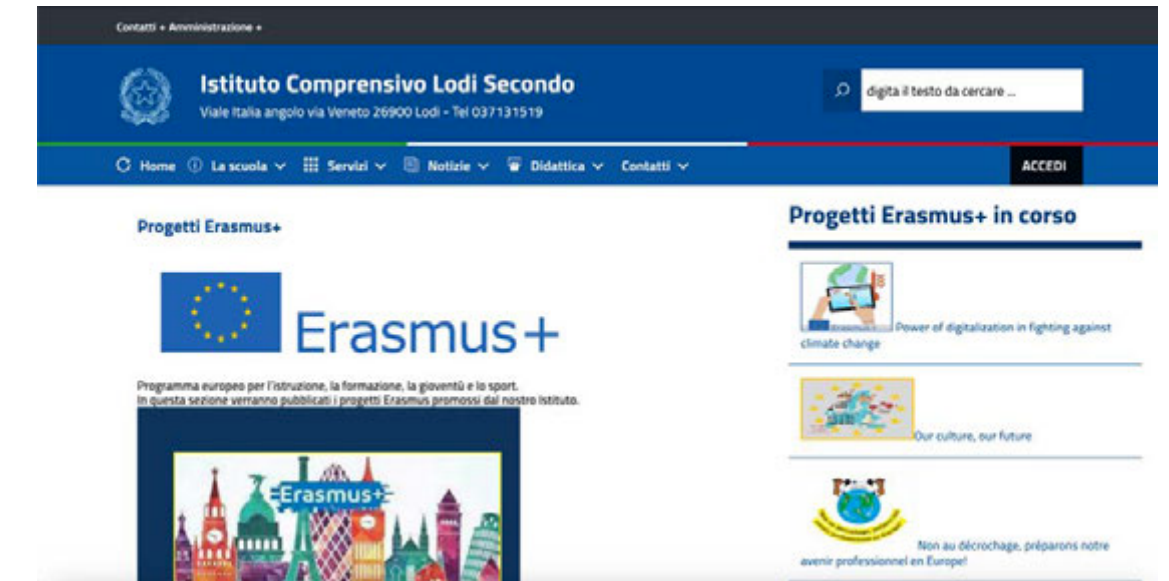 Contatti + Amministrazione +
Istituto Comprensivo Lodi Secondo
Viale Italia angolo via Veneto 26900 Lodi - Tel 037131519
digita il testo da cercare ...
Home La scuola Servizi Notizie Didattica Contatti
ACCEDI
Progetti Erasmus+
Erasmus+
Programma europeo per l'istruzione, la formazione, la gioventù e lo sport.
In questa sezione verranno pubblicati i progetti Erasmus promossi dal nostro Istituto.
Erasmus+
Progetti Erasmus+ in corso
Power of digitalization in fighting against
climate change
Our culture, our future
Non au décrochage, préparons notre
avenir professionnel en Europe!